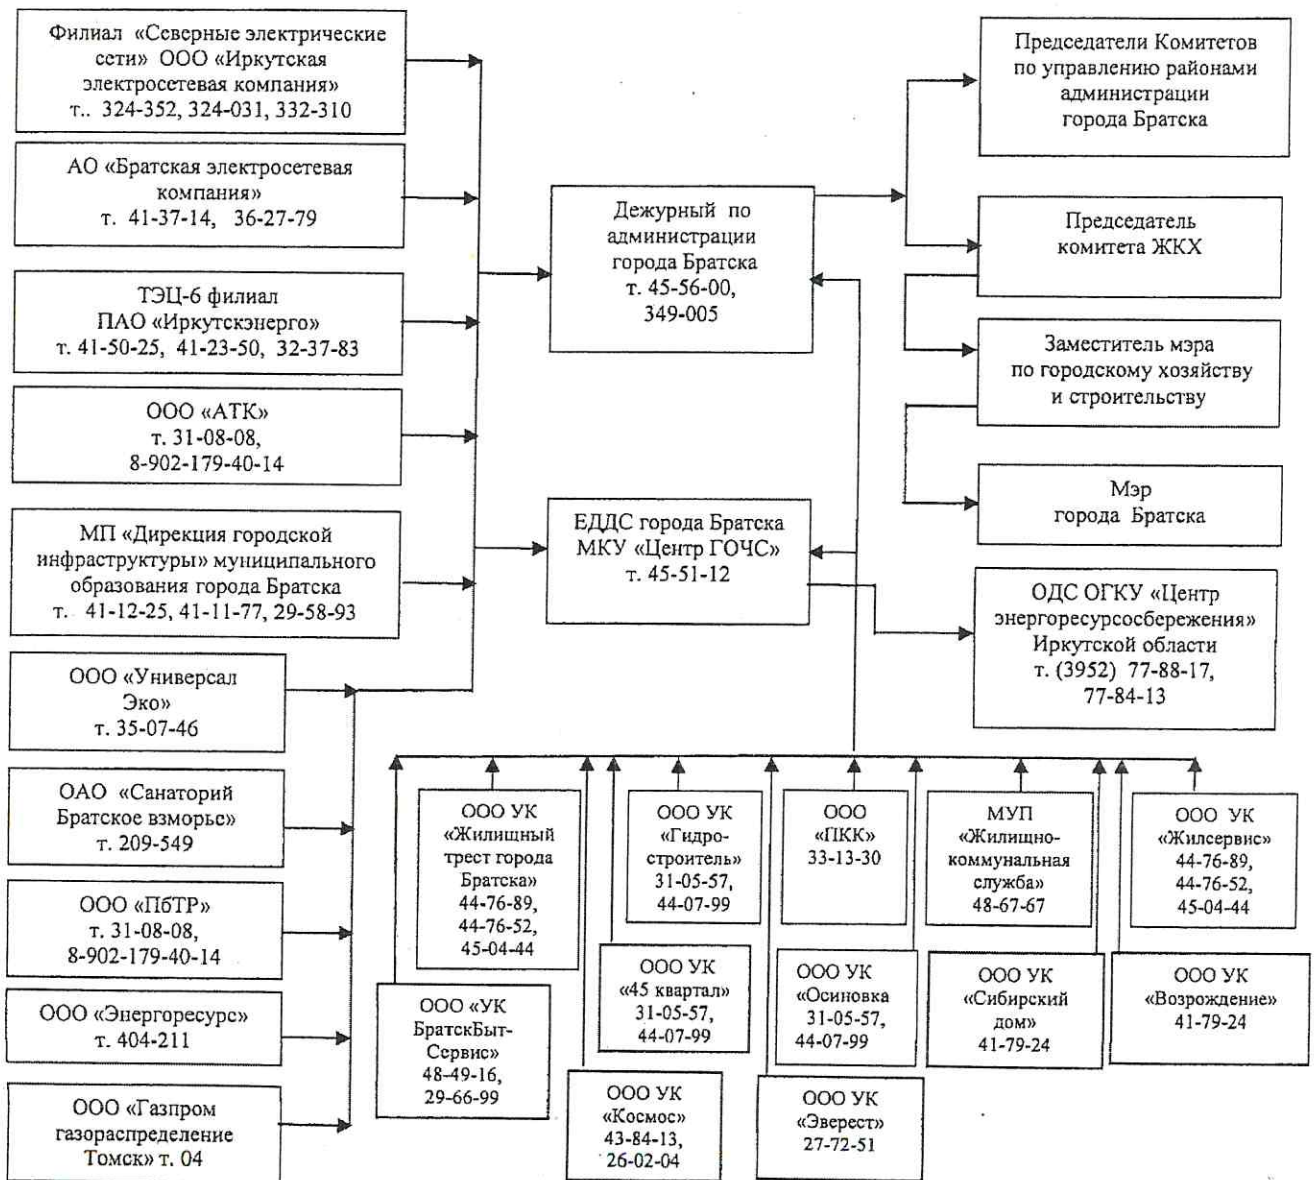 Филиал «Северные электрические
сети» ООО «Иркутская
электросетевая компания»
т.. 324-352, 324-031, 332-310
АО «Братская электросетевая
компания»
т. 41-37-14, 36-27-79
ТЭЦ-6 филиал
ПАО «Иркутскэнерго»
т. 41-50-25, 41-23-50, 32-37-83
ООО «АТК»
т. 31-08-08,
8-902-179-40-14
МП «Дирекция городской
инфраструктуры» муниципального
образования города Братска
т. 41-12-25, 41-11-77, 29-58-93
ООО «Универсал
Эко»
т. 35-07-46
ОАО «Санаторий
Братское взморье»
т. 209-549
ООО «ПбТР»
т. 31-08-08,
8-902-179-40-14
ООО «Энергоресурс»
т. 404-211
ООО «Газпром
газораспределение
Томск» т. 04
Дежурный по
администрации
города Братска
т. 45-56-00,
349-005
ЕДДС города Братска
МКУ «Центр ГОЧС»
т. 45-51-12
Председатели Комитетов
по управлению районами
администрации
города Братска
Председатель
комитета ЖКХ
Заместитель мэра
по городскому хозяйству
и строительству
Мэр
города Братска
ОДС ОГКУ «Центр
энергоресурсосбережения»
Иркутской области
т. (3952) 77-88-17,
77-84-13
ООО УК
«Жилищный
трест города
Братска»
44-76-89,
44-76-52,
45-04-44
ООО УК
«Гидро-
строитель»
31-05-57,
44-07-99
ООО
«ПКК»
33-13-30
МУП
«Жилищно-
коммунальная
служба»
48-67-67
ООО УК
«Жилсервис»
44-76-89,
44-76-52,
45-04-44
ООО «УК
БратскБыт-
Сервис»
48-49-16,
29-66-99
ООО УК
«45 квартал»
31-05-57,
44-07-99
ООО УК
«Осиновка
31-05-57,
44-07-99
ООО УК
«Сибирский
дом»
41-79-24
ООО УК
«Возрождение»
41-79-24
ООО УК
«Космос»
43-84-13,
26-02-04
ООО УК
«Эверест»
27-72-51